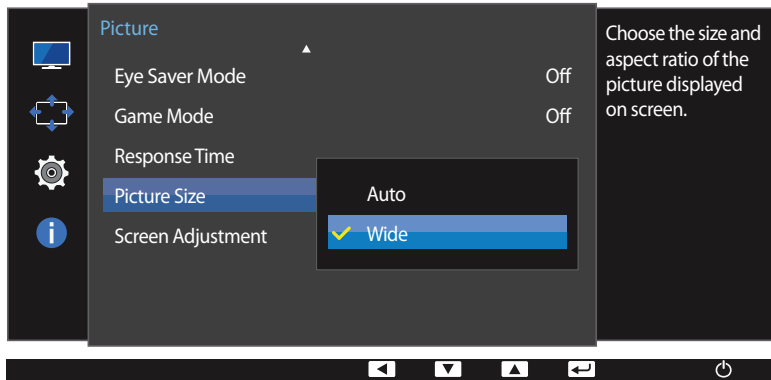 Picture
Eye Saver Mode Off
Game Mode Off
Response Time
Picture Size
Screen Adjustment
Auto
Wide
Choose the size and
aspect ratio of the
picture displayed
on screen.